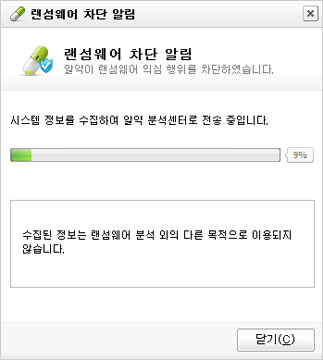 랜섬웨어 차단 알림
랜섬웨어 차단 알림
알약이 랜섬웨어 의심 행위를 차단하였습니다.
시스템 정보를 수집하여 알약 분석센터로 전송 중입니다.
9%
수집된 정보는 랜섬웨어 분석 외의 다른 목적으로 이용되지
않습니다.
닫기(C)